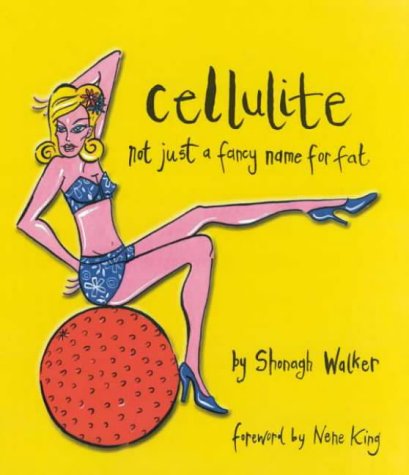 cellulite
not just a fancy name for fat
by Shonagh Walker
foreword by Nene King